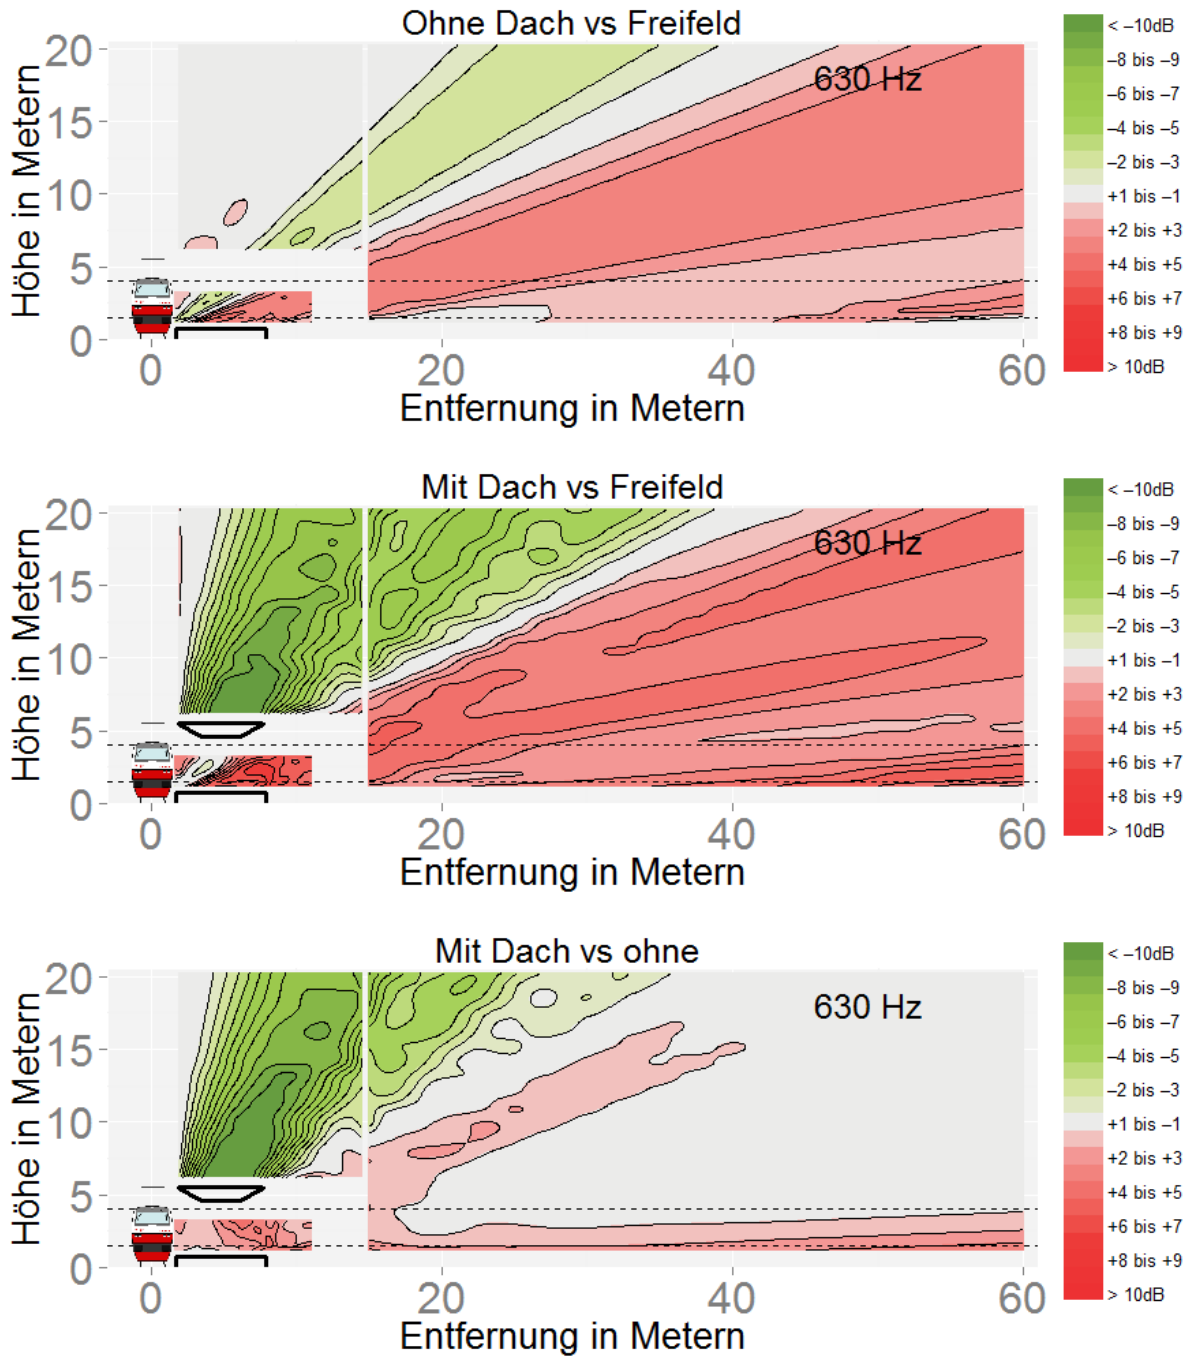 Ohne Dach vs Freifeld
630 Hz
Höhe in Metern
20
15
10
5
0
0 20 40 60
Entfernung in Metern
< –10dB
–8 bis –9
–6 bis –7
–4 bis –5
–2 bis –3
+1 bis –1
+2 bis +3
+4 bis +5
+6 bis +7
+8 bis +9
> 10dB
Mit Dach vs Freifeld
630 Hz
Höhe in Metern
20
15
10
5
0
0 20 40 60
Entfernung in Metern
< –10dB
–8 bis –9
–6 bis –7
–4 bis –5
–2 bis –3
+1 bis –1
+2 bis +3
+4 bis +5
+6 bis +7
+8 bis +9
> 10dB
Mit Dach vs ohne
630 Hz
Höhe in Metern
20
15
10
5
0
0 20 40 60
Entfernung in Metern
< –10dB
–8 bis –9
–6 bis –7
–4 bis –5
–2 bis –3
+1 bis –1
+2 bis +3
+4 bis +5
+6 bis +7
+8 bis +9
> 10dB